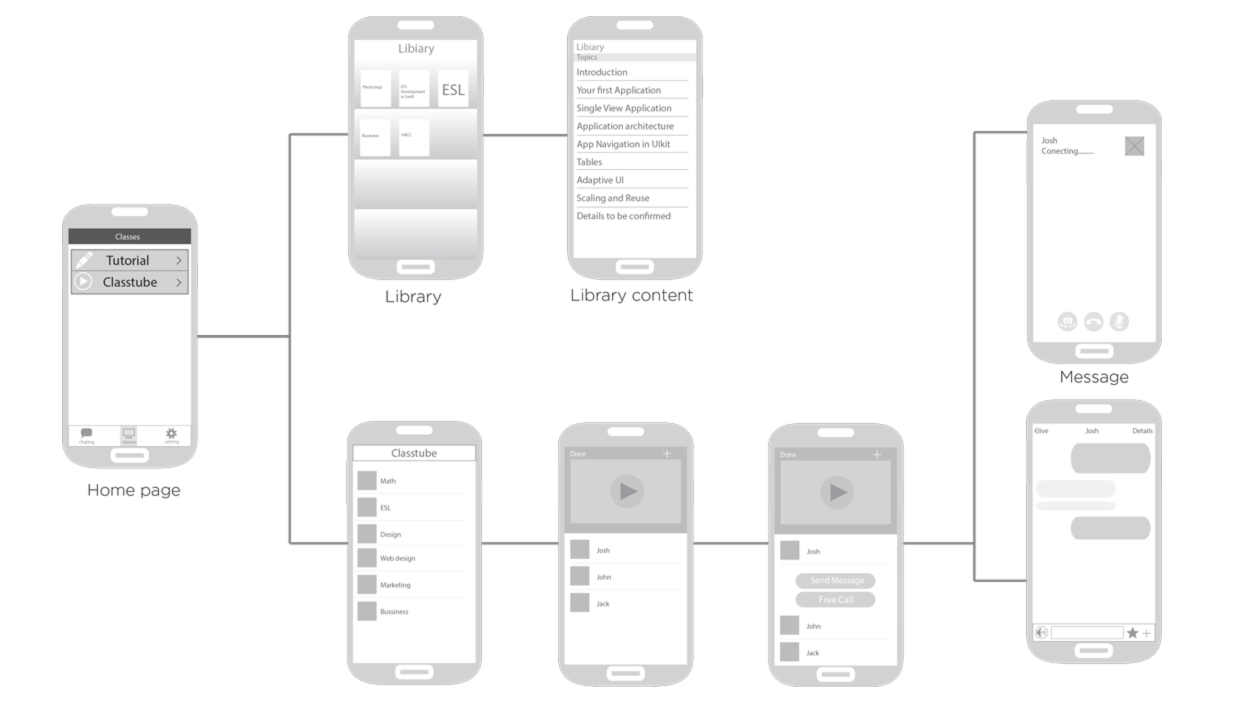 Classes
Tutorial
Classtube
chatting
classes
setting
Home page
Libiary
Photoshop
IOS
Development
in Swift
ESL
Illustrator
HACC
Library
Libiary
Topics
Introduction
Your first Application
Single View Application
Application architecture
App Navigation in UIkit
Tables
Adaptive UI
Scaling and Reuse
Details to be confirmed
Library content
Classtube
Math
ESL
Design
Web design
Marketing
Bussiness
Done
Josh
John
Jack
Done
Josh
Send Message
Free Call
John
Jack
Josh
Conecting......
Message
Olive Josh Details